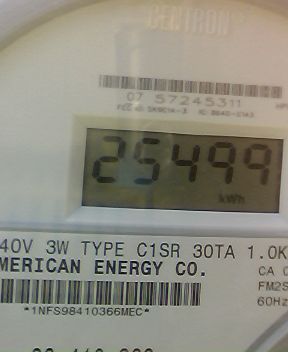 CENTRON
07 57245311
25499
kWh
40V 3W TYPE C1SR 30TA 1.0K
MERICAN ENERGY CO.
CA 0
FM2S
60Hz
*1NFS98410366MEC*